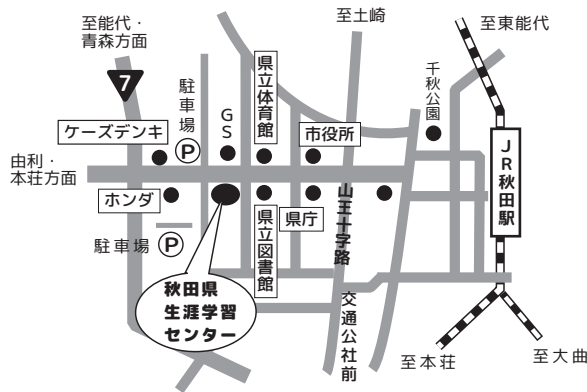 至能代・
青森方面
7
駐車場
P
GS
県立体育館
至土崎
至東能代
千秋公園
ケーズデンキ
市役所
由利・
本荘方面
JR秋田駅
ホンダ
県立図書館
県庁
山王十字路
駐車場
P
秋田県
生涯学習
センター
交通公社前
至本荘
至大曲